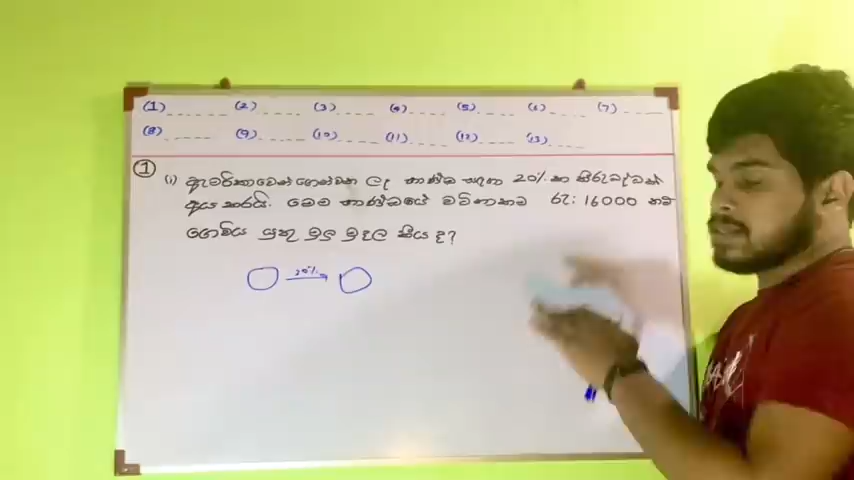 (1) (2) (3) (4) (5) (6) (7)
(8) (9) (10) (11) (12) (13)
1
(i) ඇමරිකාවෙන් ගෙන්වන ලද භාණ්ඩ සඳහා 20% ක තීරුබද්දක්
අය කරයි. මෙම භාණ්ඩයේ වටිනාකම රු: 16000 නම්
ගෙවිය යුතු මුලු මුදල කීය ද?
20%